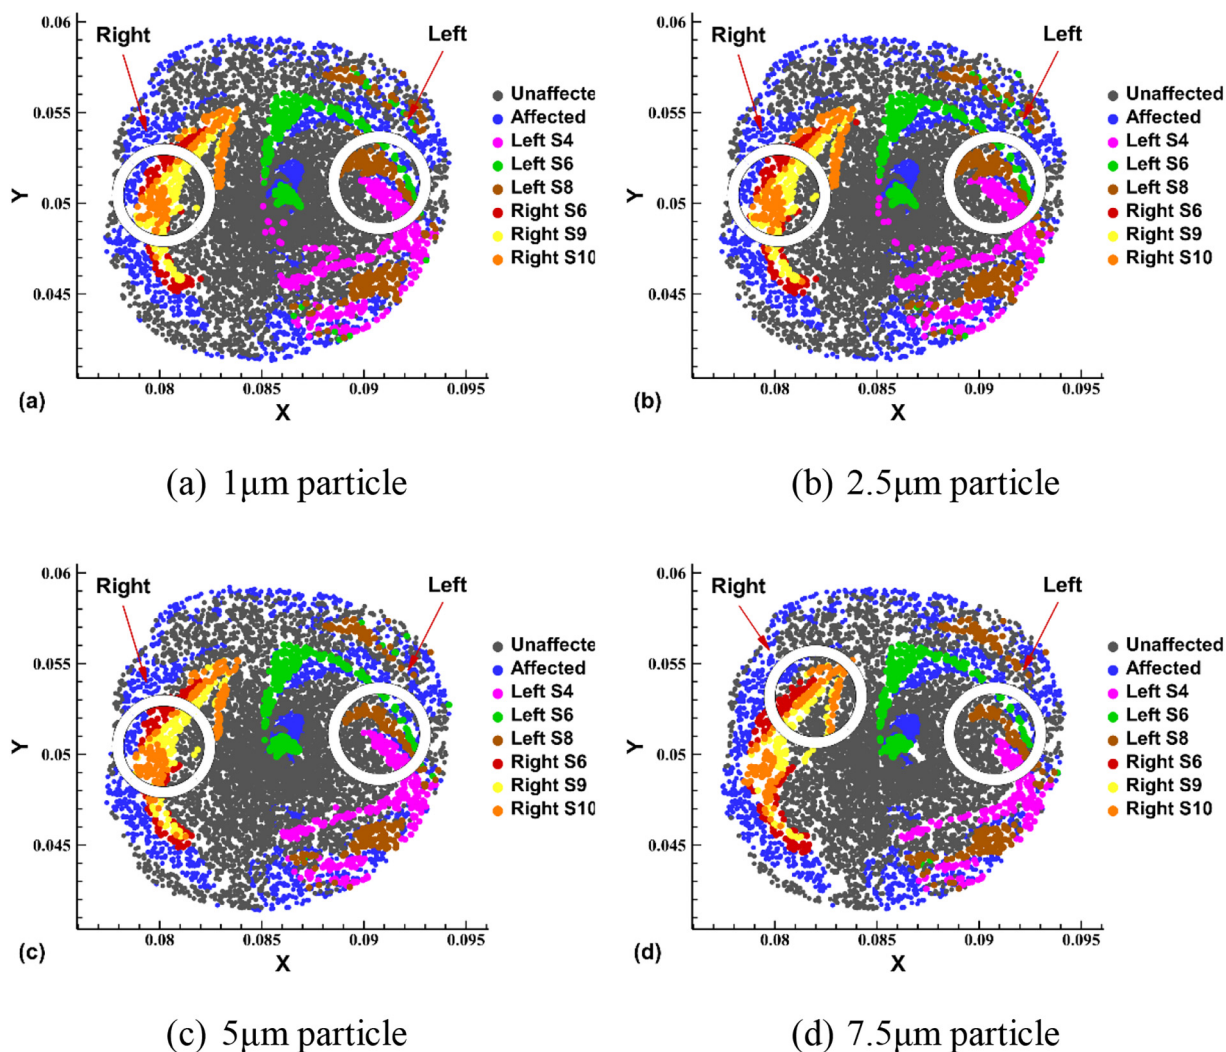 0.06
Right
Left
0.055
Y
0.05
0.045
0.08
0.085
0.09
0.095
X
(a)
Unaffecte
Affected
Left S4
Left S6
Left S8
Right S6
Right S9
Right S10
(a) 1μm particle
0.06
Right
Left
0.055
Y
0.05
0.045
0.08
0.085
0.09
0.095
X
(b)
Unaffected
Affected
Left S4
Left S6
Left S8
Right S6
Right S9
Right S10
(b) 2.5μm particle
0.06
Right
Left
0.055
Y
0.05
0.045
0.08
0.085
0.09
0.095
X
(c)
Unaffecte
Affected
Left S4
Left S6
Left S8
Right S6
Right S9
Right S10
(c) 5μm particle
0.06
Right
Left
0.055
Y
0.05
0.045
0.08
0.085
0.09
0.095
X
(d)
Unaffected
Affected
Left S4
Left S6
Left S8
Right S6
Right S9
Right S10
(d) 7.5μm particle